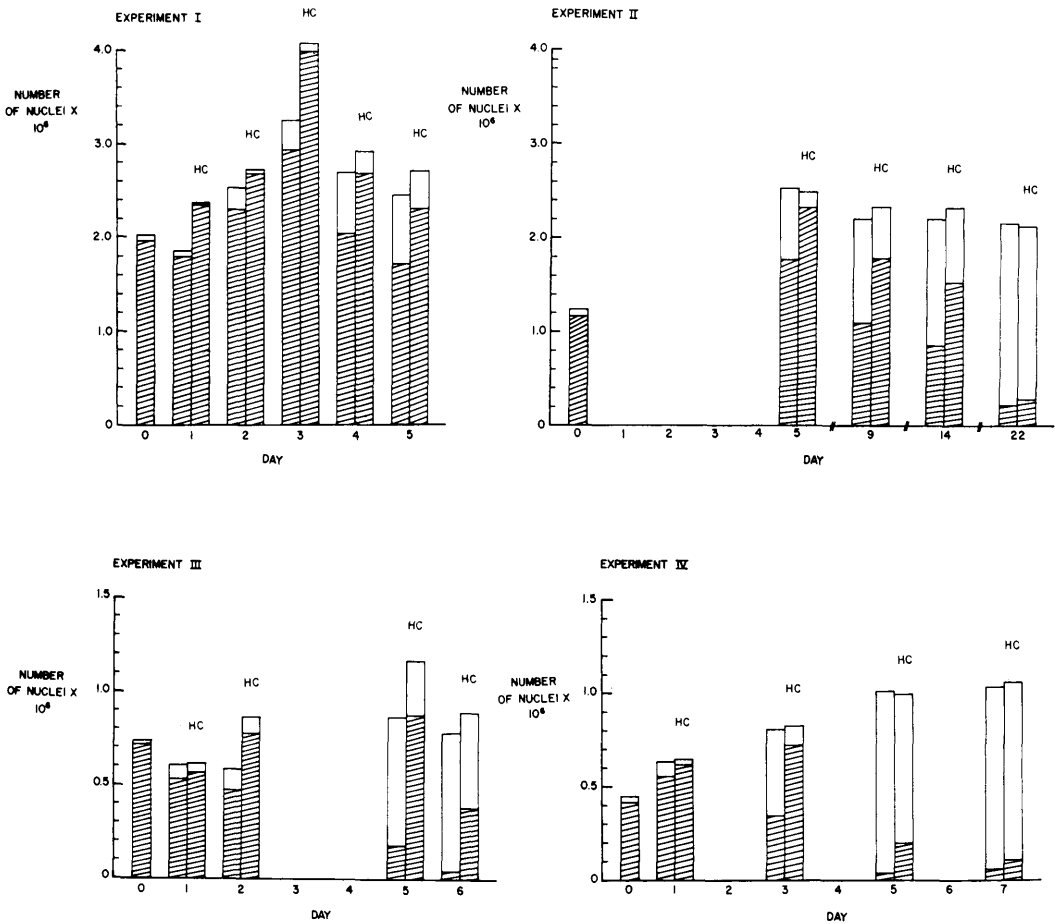 EXPERIMENT I
NUMBER
OF NUCLEI X
10⁶
4.0
3.0
2.0
1.0
0
HC
HC
HC
HC
HC
0 1 2 3 4 5
DAY
EXPERIMENT II
NUMBER
OF NUCLEI X
10⁶
4.0
3.0
2.0
1.0
0
HC
HC
HC
HC
0 1 2 3 4 5 9 14 22
DAY
EXPERIMENT III
NUMBER
OF NUCLEI X
10⁶
1.5
1.0
0.5
0
HC
HC
HC
HC
0 1 2 3 4 5 6
DAY
EXPERIMENT IV
NUMBER
OF NUCLEI X
10⁶
1.5
1.0
0.5
0
HC
HC
HC
HC
0 1 2 3 4 5 6 7
DAY